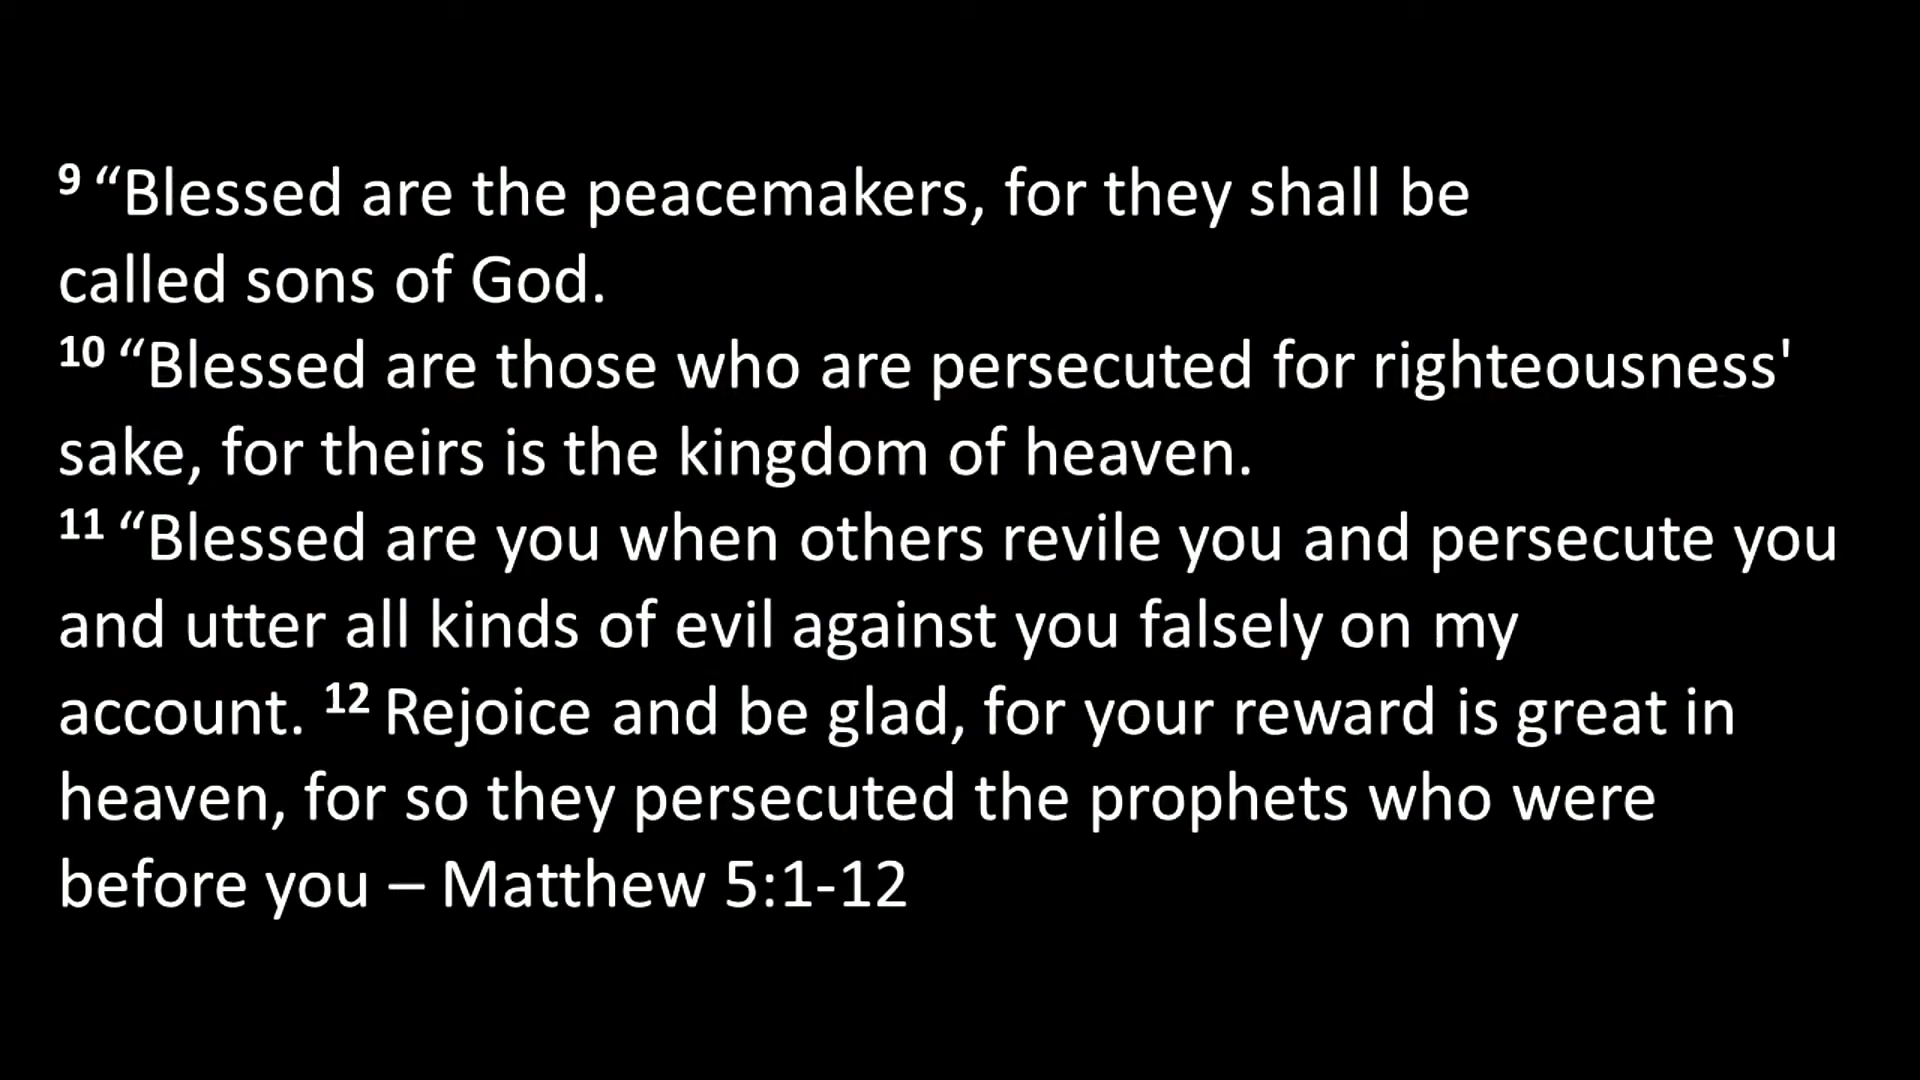 9 “Blessed are the peacemakers, for they shall be
called sons of God.
10 “Blessed are those who are persecuted for righteousness'
sake, for theirs is the kingdom of heaven.
11 “Blessed are you when others revile you and persecute you
and utter all kinds of evil against you falsely on my
account. 12 Rejoice and be glad, for your reward is great in
heaven, for so they persecuted the prophets who were
before you – Matthew 5:1-12